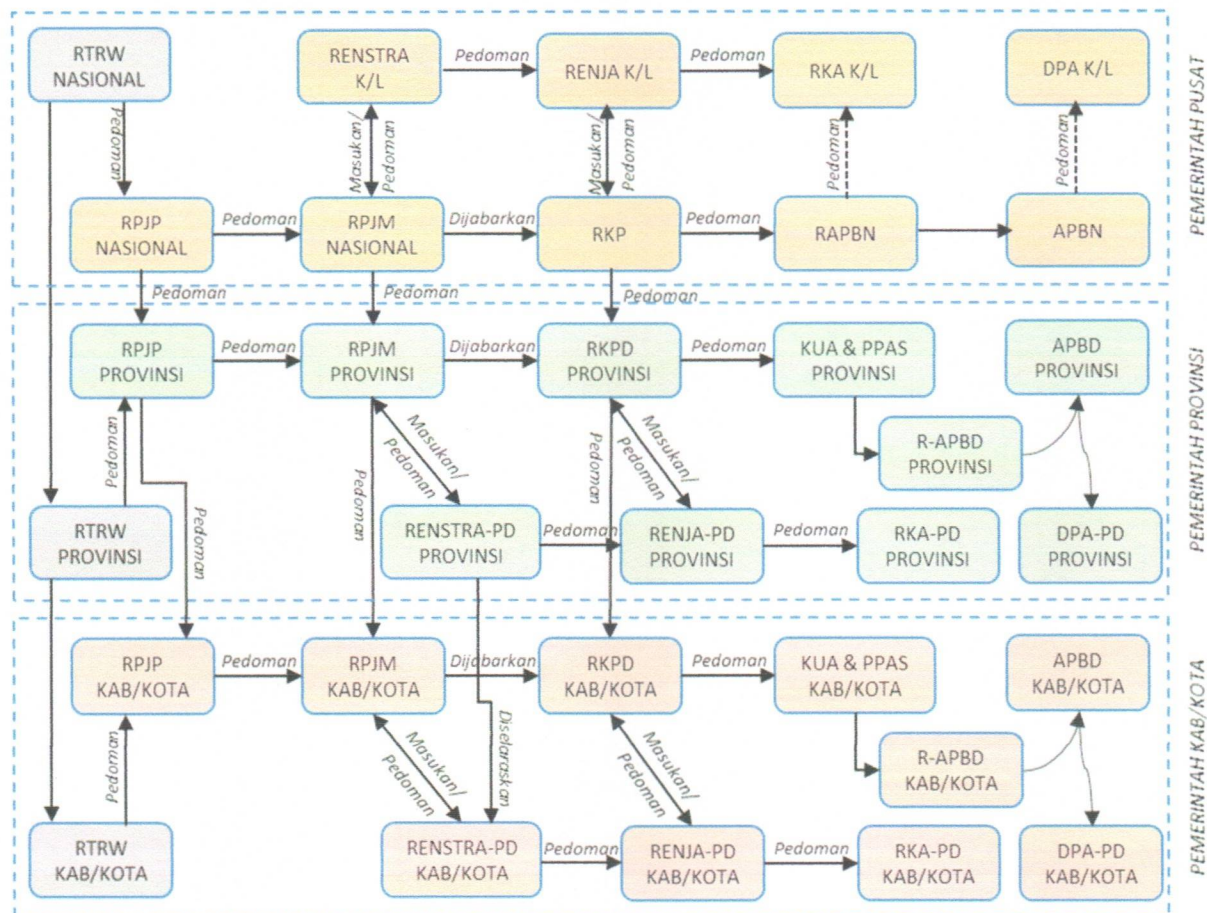 RTRW
NASIONAL
RENSTRA
K/L
Pedoman
RENJA K/L
Pedoman
RKA K/L
DPA K/L
Pedoman
Masukan/
Pedoman
Masukan/
Pedoman
Pedoman
Pedoman
RPJP
NASIONAL
Pedoman
RPJM
NASIONAL
Dijabarkan
RKP
Pedoman
RAPBN
APBN
PEMERINTAH PUSAT
Pedoman
Pedoman
Pedoman
RPJP
PROVINSI
Pedoman
RPJM
PROVINSI
Dijabarkan
RKPD
PROVINSI
Pedoman
KUA & PPAS
PROVINSI
APBD
PROVINSI
Pedoman
Masukan/
Pedoman
Pedoman
Masukan/
Pedoman
R-APBD
PROVINSI
RTRW
PROVINSI
Pedoman
Pedoman
RENSTRA-PD
PROVINSI
Pedoman
RENJA-PD
PROVINSI
Pedoman
RKA-PD
PROVINSI
DPA-PD
PROVINSI
PEMERINTAH PROVINSI
RPJP
KAB/KOTA
Pedoman
RPJM
KAB/KOTA
Dijabarkan
RKPD
KAB/KOTA
Pedoman
KUA & PPAS
KAB/KOTA
APBD
KAB/KOTA
Pedoman
Masukan/
Pedoman
Diselaraskan
Masukan/
Pedoman
R-APBD
KAB/KOTA
RTRW
KAB/KOTA
RENSTRA-PD
KAB/KOTA
Pedoman
RENJA-PD
KAB/KOTA
Pedoman
RKA-PD
KAB/KOTA
DPA-PD
KAB/KOTA
PEMERINTAH KAB/KOTA